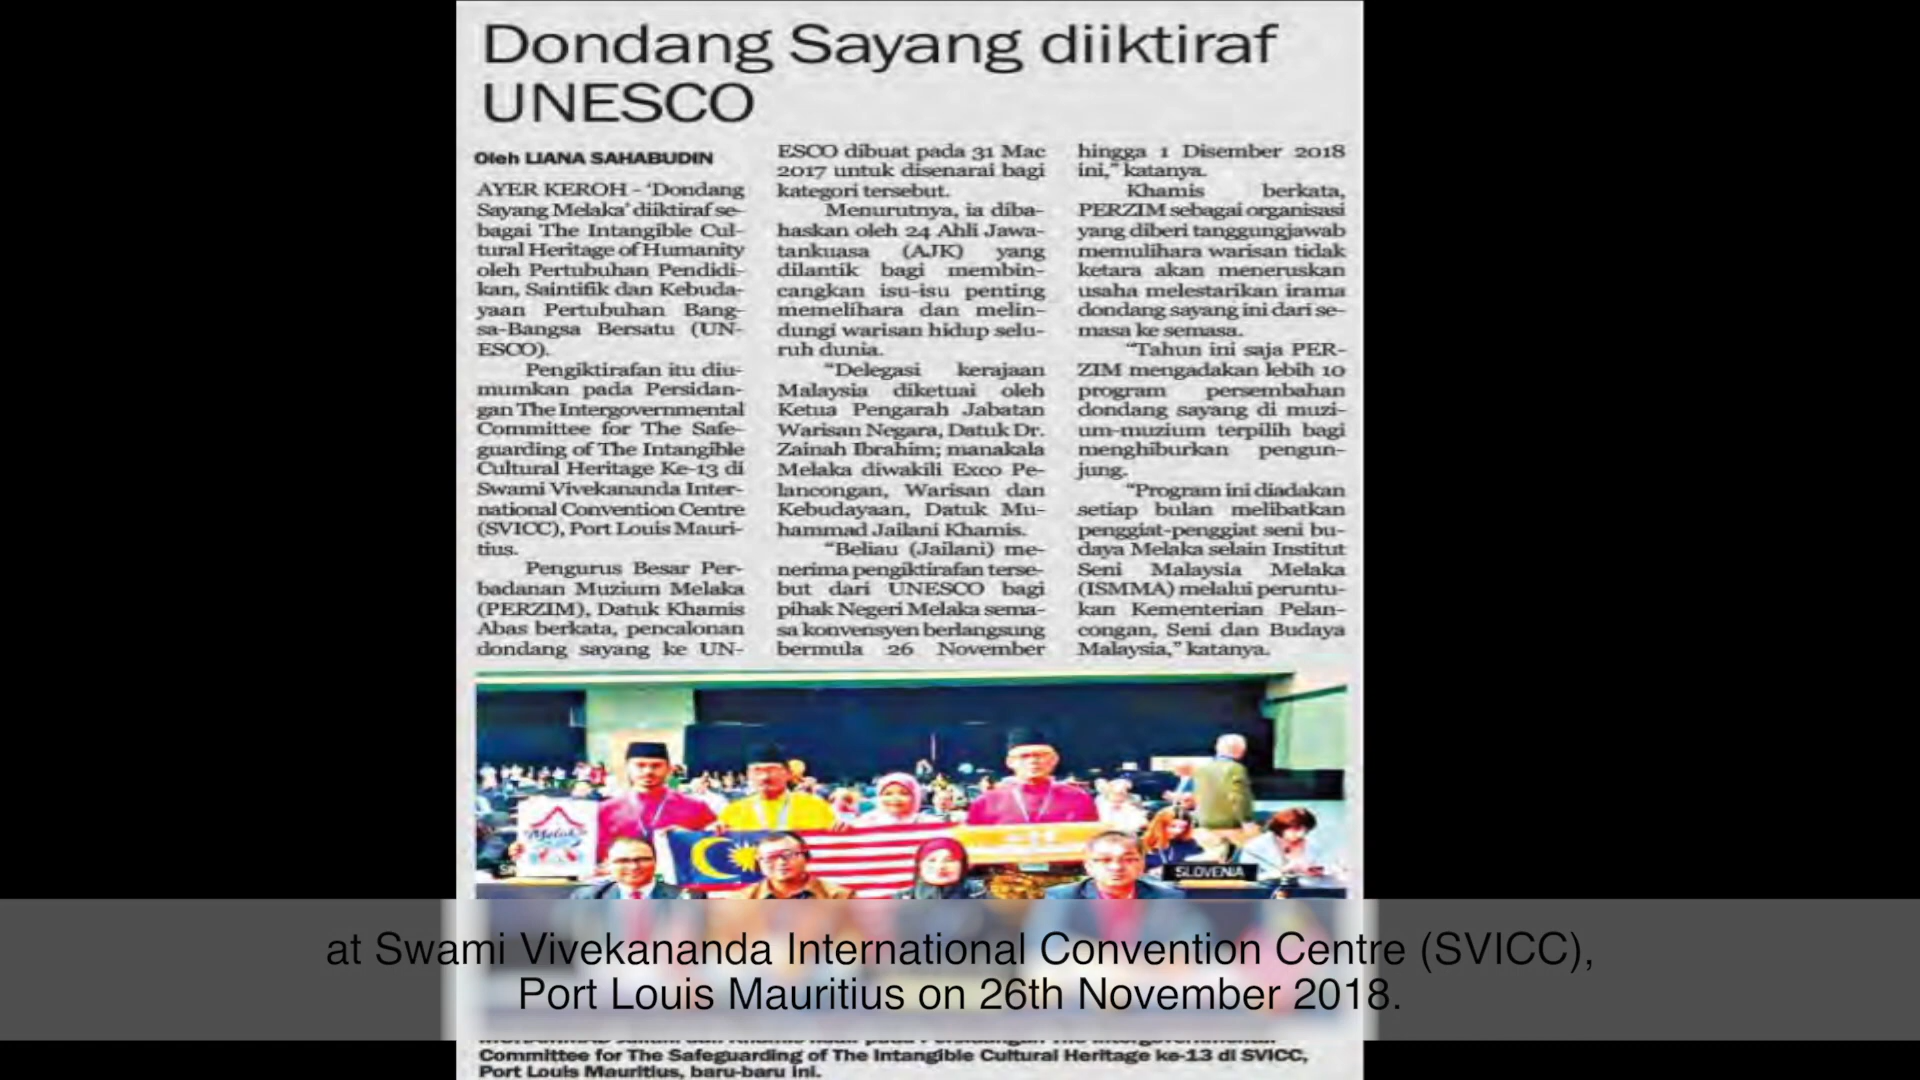 Dondang Sayang diiktiraf
UNESCO
Oleh LIANA SAHABUDIN
AYER KEROH - 'Dondang
Sayang Melaka' diiktiraf se-
bagai The Intangible Cul-
tural Heritage of Humanity
oleh Pertubuhan Pendidi-
kan, Saintifik dan Kebuda-
yaan Pertubuhan Bang-
sa-Bangsa Bersatu (UN-
ESCO).
Pengiktirafan itu diu-
mumkan pada Persidan-
gan The Intergovernmental
Committee for The Safe-
guarding of The Intangible
Cultural Heritage Ke-13 di
Swami Vivekananda Inter-
national Convention Centre
(SVICC), Port Louis Mauri-
tius.
Pengurus Besar Per-
badanan Muzium Melaka
(PERZIM), Datuk Khamis
Abas berkata, pencalonan
dondang sayang ke UN-
ESCO dibuat pada 31 Mac
2017 untuk disenarai bagi
kategori tersebut.
Menurutnya, ia diba-
haskan oleh 24 Ahli Jawa-
tankuasa (AJK) yang
dilantik bagi membin-
cangkan isu-isu penting
memelihara dan melin-
dungi warisan hidup selu-
ruh dunia.
"Delegasi kerajaan
Malaysia diketuai oleh
Ketua Pengarah Jabatan
Warisan Negara, Datuk Dr.
Zainah Ibrahim; manakala
Melaka diwakili Exco Pe-
lancongan, Warisan dan
Kebudayaan, Datuk Mu-
hammad Jailani Khamis.
"Beliau (Jailani) me-
nerima pengiktirafan terse-
but dari UNESCO bagi
pihak Negeri Melaka sema-
sa konvensyen berlangsung
bermula 26 November
hingga 1 Disember 2018
ini," katanya.
Khamis berkata,
PERZIM sebagai organisasi
yang diberi tanggungjawab
memulihara warisan tidak
ketara akan meneruskan
usaha melestarikan irama
dondang sayang ini dari se-
masa ke semasa.
"Tahun ini saja PER-
ZIM mengadakan lebih 10
program persembahan
dondang sayang di muzi-
um-muzium terpilih bagi
menghiburkan pengun-
jung.
"Program ini diadakan
setiap bulan melibatkan
penggiat-penggiat seni bu-
daya Melaka selain Institut
Seni Malaysia Melaka
(ISMMA) melalui peruntu-
kan Kementerian Pelan-
congan, Seni dan Budaya
Malaysia," katanya.
Melaka
SLOVENIA
at Swami Vivekananda International Convention Centre (SVICC),
Port Louis Mauritius on 26th November 2018.
Committee for The Safeguarding of The Intangible Cultural Heritage ke-13 di SVICC,
Port Louis Mauritius, baru-baru ini.